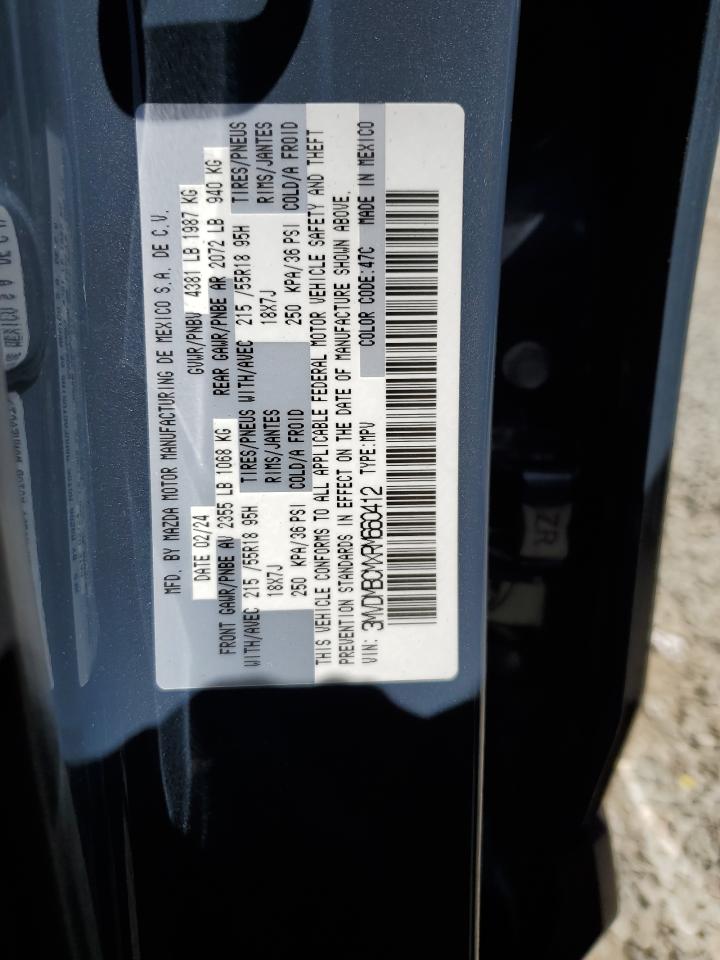 MFD. BY MAZDA MOTOR MANUFACTURING DE MEXICO S.A. DE C.V.
DATE 02/24 GVWR/PNBV 4381 LB 1987 KG
FRONT GAWR/PNBE AV 2355 LB 1068 KG REAR GAWR/PNBE AR 2072 LB 940 KG
WITH/AVEC 215 /55R18 95H TIRES/PNEUS WITH/AVEC 215 /55R18 95H TIRES/PNEUS
18X7J RIMS/JANTES 18X7J RIMS/JANTES
250 KPA/36 PSI COLD/A FROID 250 KPA/36 PSI COLD/A FROID
THIS VEHICLE CONFORMS TO ALL APPLICABLE FEDERAL MOTOR VEHICLE SAFETY AND THEFT
PREVENTION STANDARDS IN EFFECT ON THE DATE OF MANUFACTURE SHOWN ABOVE.
VIN: 3MVDMBCMXRM660412 TYPE:MPV COLOR CODE:47C MADE IN MEXICO
ZR